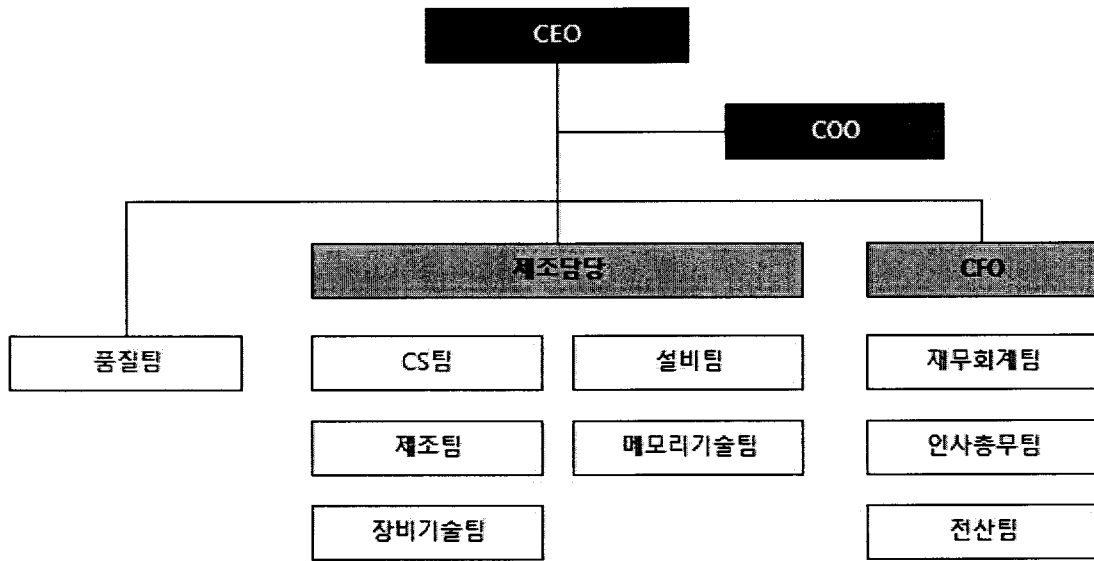 CEO
COO
제조담당
CFO
품질팀
CS팀
설비팀
재무회계팀
제조팀
메모리기술팀
인사총무팀
장비기술팀
전산팀